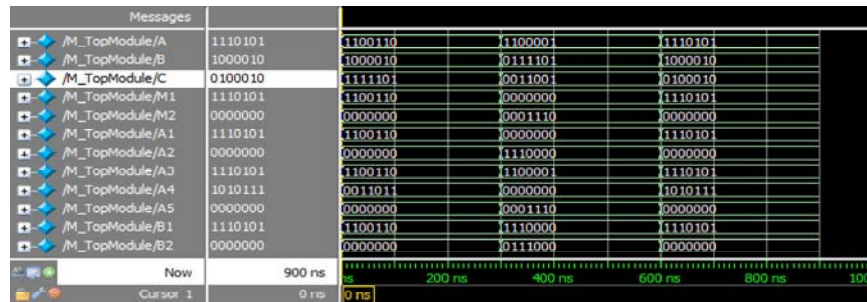 Messages
/M_TopModule/A 1110101 1100110 1100001 1110101
/M_TopModule/B 1000010 1000010 0111101 1000010
/M_TopModule/C 0100010 1111101 0011001 0100010
/M_TopModule/M1 1110101 1100110 0000000 1110101
/M_TopModule/M2 0000000 0000000 0001110 0000000
/M_TopModule/A1 1110101 1100110 0000000 1110101
/M_TopModule/A2 0000000 0000000 1110000 0000000
/M_TopModule/A3 1110101 1100110 1100001 1110101
/M_TopModule/A4 1010111 0011011 0000000 1010111
/M_TopModule/A5 0000000 0000000 0001110 0000000
/M_TopModule/B1 1110101 1100110 1110000 1110101
/M_TopModule/B2 0000000 0000000 0111000 0000000
Now 900 ns ns 200 ns 400 ns 600 ns 800 ns 100
Cursor 1 0 ns 0 ns